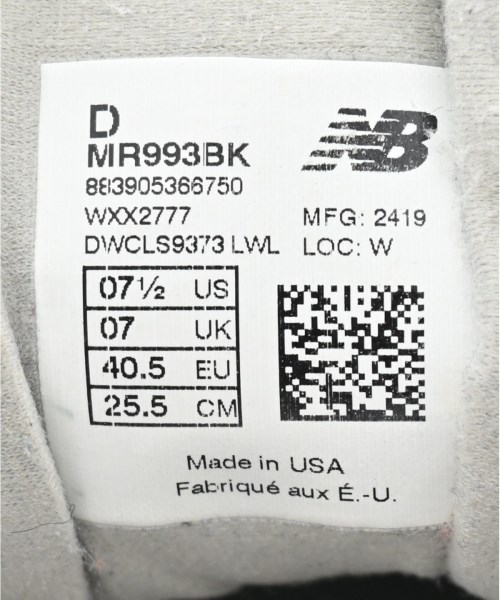 D
MR993BK
883905366750
WXX2777
DWCLS9373 LWL
NB
MFG: 2419
LOC: W
07½ US
07 UK
40.5 EU
25.5 CM
Made in USA
Fabriqué aux É.-U.